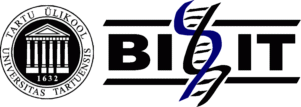 TARTU ÜLIKOOL
UNIVERSITAS TARTUENSIS
1632
BIIT